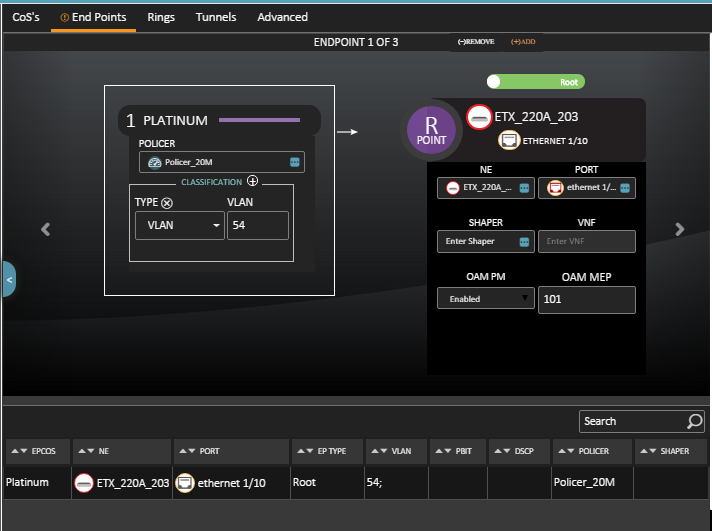 CoS's End Points Rings Tunnels Advanced
ENDPOINT 1 OF 3 (-)REMOVE (+)ADD
Root
1 PLATINUM
R POINT
ETX_220A_203
ETHERNET 1/10
POLICER
Policer_20M
CLASSIFICATION
TYPE VLAN
VLAN 54
NE PORT
ETX_220A_... ethernet 1/...
SHAPER VNF
Enter Shaper Enter VNF
OAM PM OAM MEP
Enabled 101
<
Search
EPCOS NE PORT EP TYPE VLAN PBIT DSCP POLICER SHAPER
Platinum ETX_220A_203 ethernet 1/10 Root 54; Policer_20M